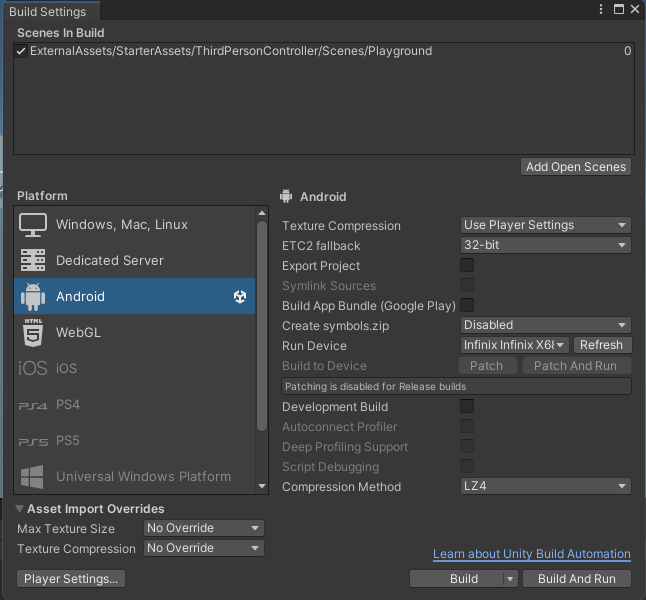 Build Settings
Scenes In Build
ExternalAssets/StarterAssets/ThirdPersonController/Scenes/Playground 0
Add Open Scenes
Platform
Windows, Mac, Linux
Dedicated Server
Android
HTML
5
WebGL
iOS iOS
PS4 PS4
PS5 PS5
Universal Windows Platform
Android
Texture Compression Use Player Settings
ETC2 fallback 32-bit
Export Project
Symlink Sources
Build App Bundle (Google Play)
Create symbols.zip Disabled
Run Device Infinix Infinix Refresh
Build to Device Patch Patch And Run
Patching is disabled for Release builds
Development Build
Autoconnect Profiler
Deep Profiling Support
Script Debugging
Compression Method LZ4
Asset Import Overrides
Max Texture Size No Override
Texture Compression No Override
Learn about Unity Build Automation
Player Settings... Build Build And Run